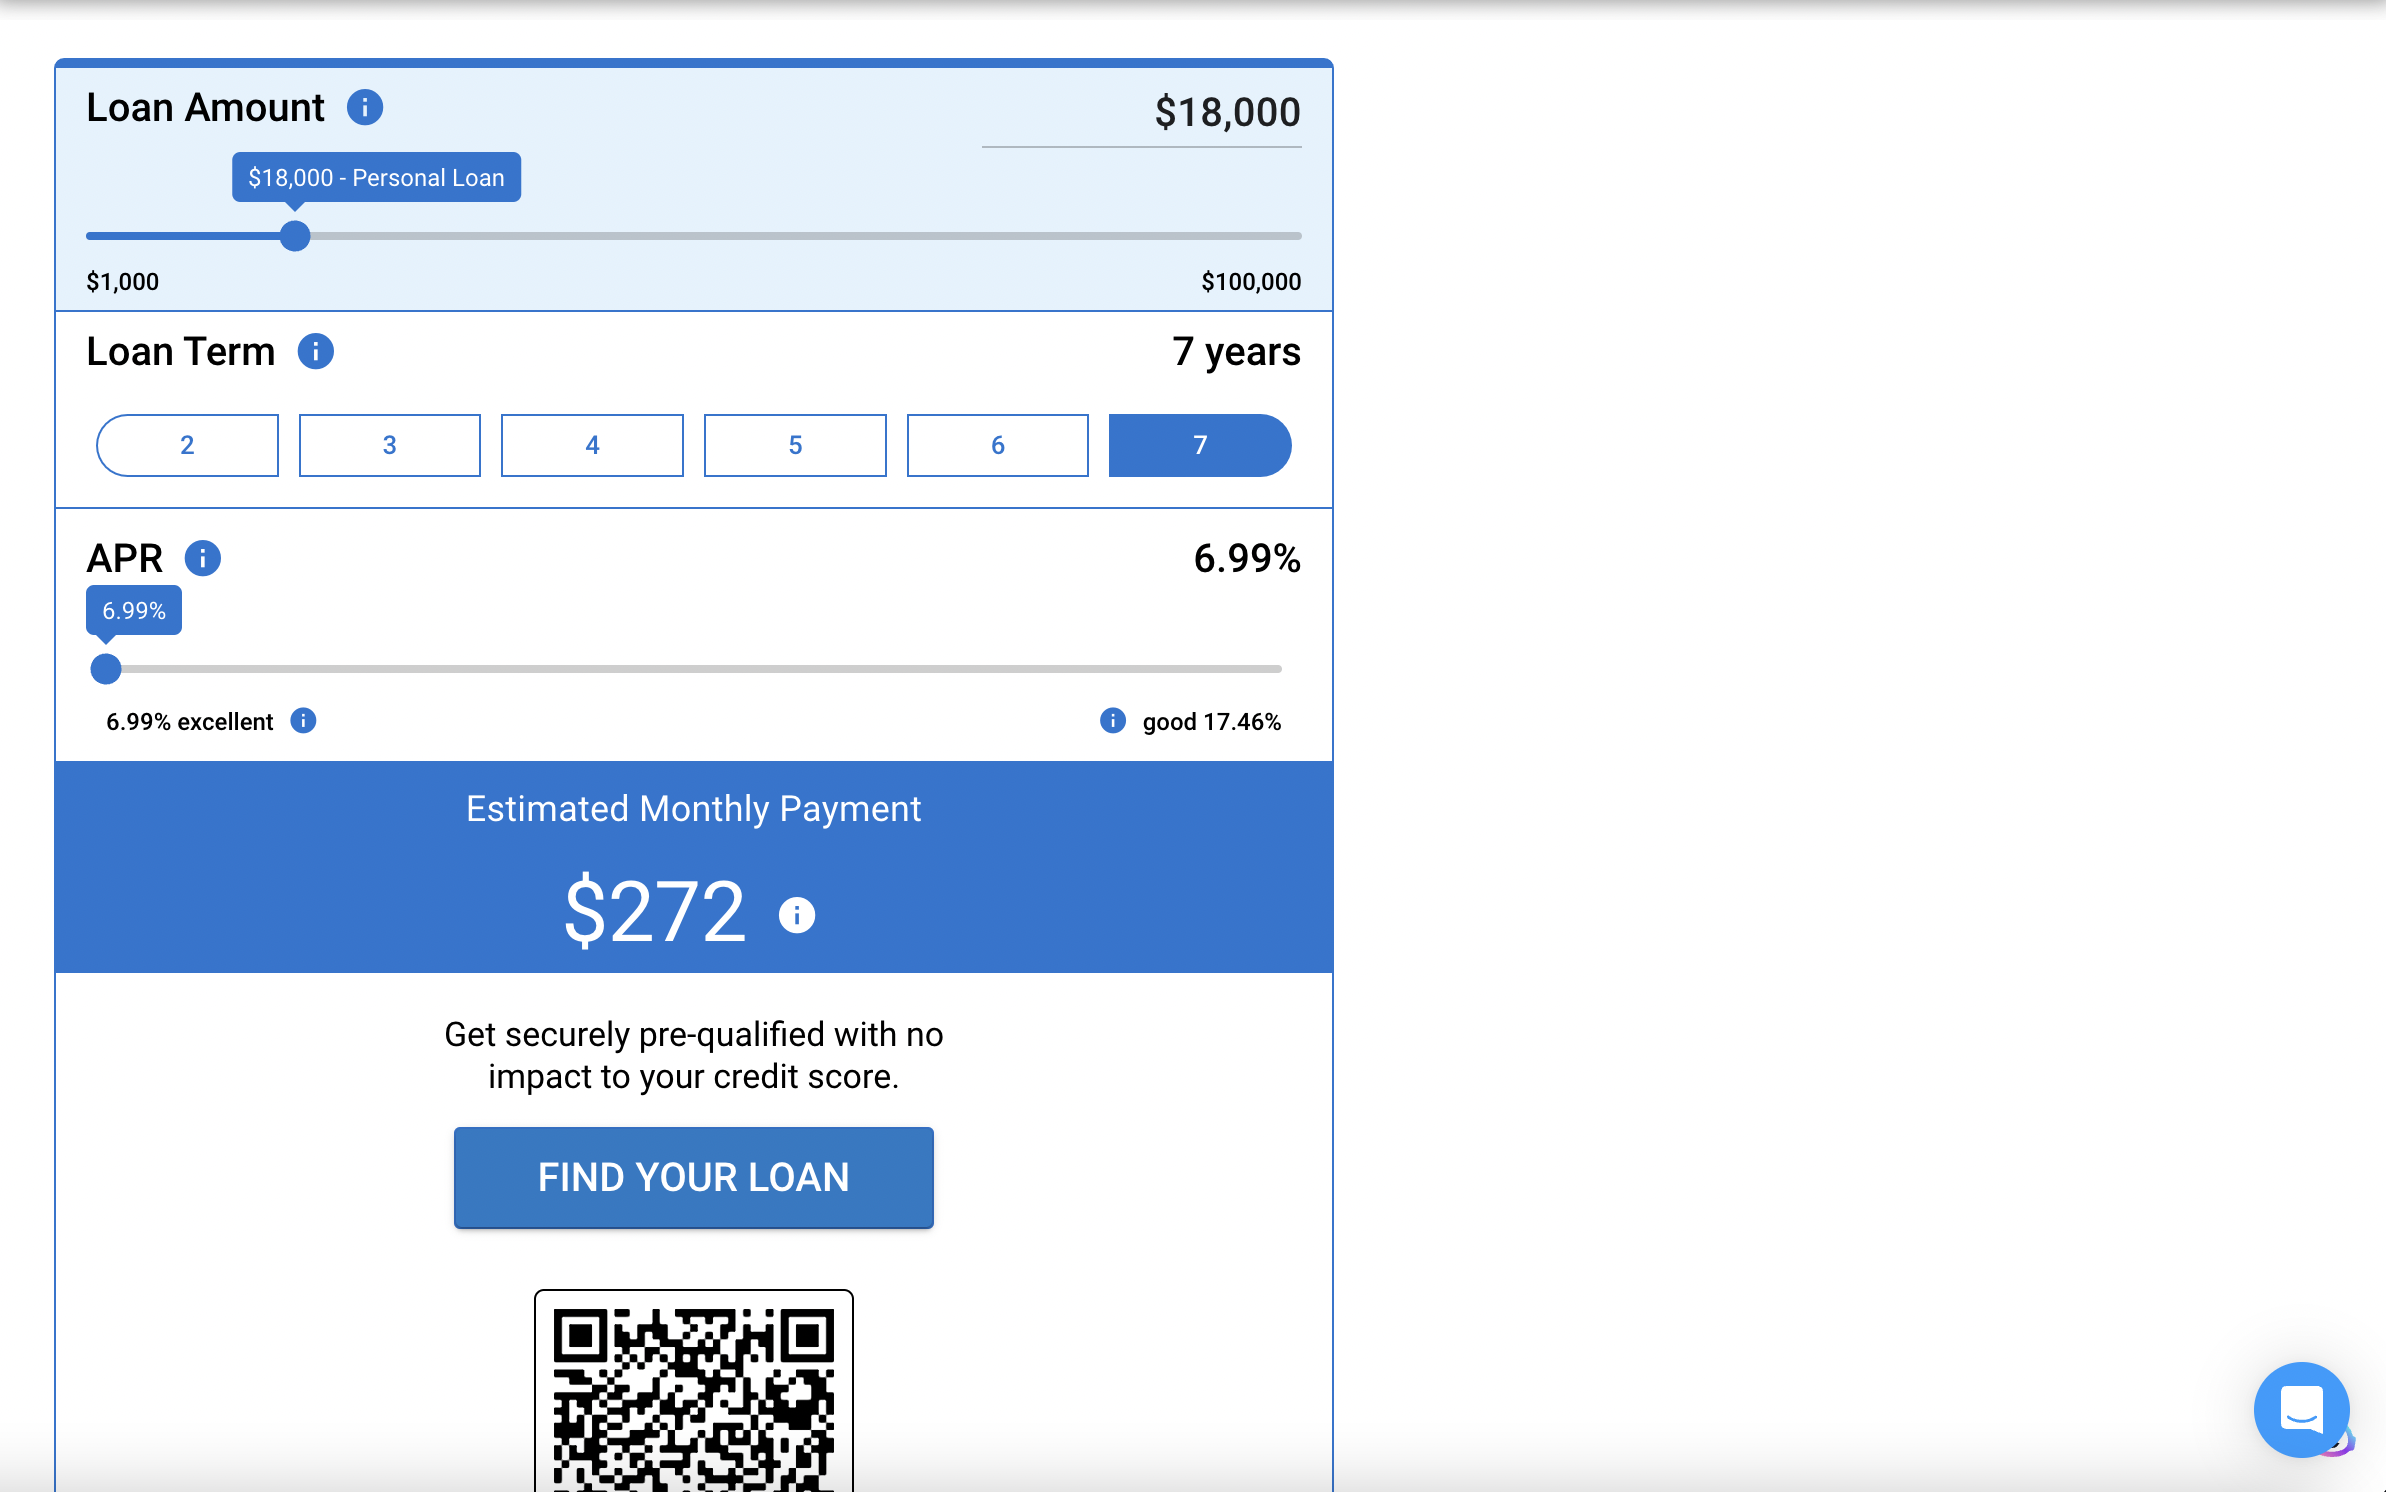 Loan Amount
$18,000
$18,000 - Personal Loan
$1,000
$100,000
Loan Term
7 years
2
3
4
5
6
7
APR
6.99%
6.99%
6.99% excellent
good 17.46%
Estimated Monthly Payment
$272
Get securely pre-qualified with no
impact to your credit score.
FIND YOUR LOAN